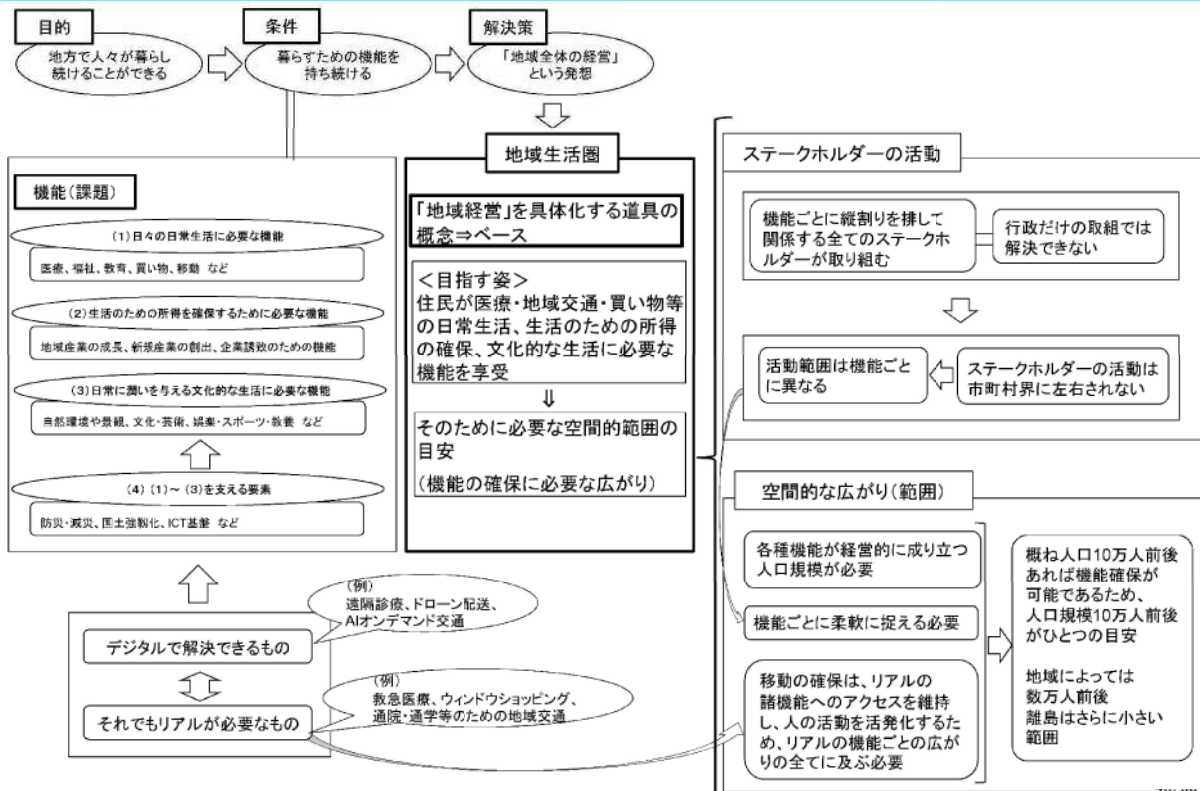 目的
地方で人々が暮らし
続けることができる
条件
暮らすための機能を
持ち続ける
解決策
「地域全体の経営」
という発想
機能(課題)
(1)日々の日常生活に必要な機能
医療、福祉、教育、買い物、移動 など
(2)生活のための所得を確保するために必要な機能
地域産業の成長、新規産業の創出、企業誘致のための機能
(3)日常に潤いを与える文化的な生活に必要な機能
自然環境や景観、文化・芸術、娯楽・スポーツ・教養 など
(4)(1)~(3)を支える要素
防災・減災、国土強靱化、ICT基盤 など
デジタルで解決できるもの
(例)
遠隔診療、ドローン配送、
AIオンデマンド交通
それでもリアルが必要なもの
(例)
救急医療、ウィンドウショッピング、
通院・通学等のための地域交通
地域生活圏
「地域経営」を具体化する道具の
概念⇒ベース
<目指す姿>
住民が医療・地域交通・買い物等
の日常生活、生活のための所得
の確保、文化的な生活に必要な
機能を享受
⇓
そのために必要な空間的範囲の
目安
(機能の確保に必要な広がり)
ステークホルダーの活動
機能ごとに縦割りを排して
関係する全てのステークホ
ルダーが取り組む
行政だけの取組では
解決できない
活動範囲は機能ごと
に異なる
ステークホルダーの活動は
市町村界に左右されない
空間的な広がり(範囲)
各種機能が経営的に成り立つ
人口規模が必要
機能ごとに柔軟に捉える必要
移動の確保は、リアルの
諸機能へのアクセスを維持
し、人の活動を活発化するた
め、リアルの機能ごとの広が
りの全てに及ぶ必要
概ね人口10万人前後
あれば機能確保が
可能であるため、
人口規模10万人前後
がひとつの目安
地域によっては
数万人前後
離島はさらに小さい
範囲